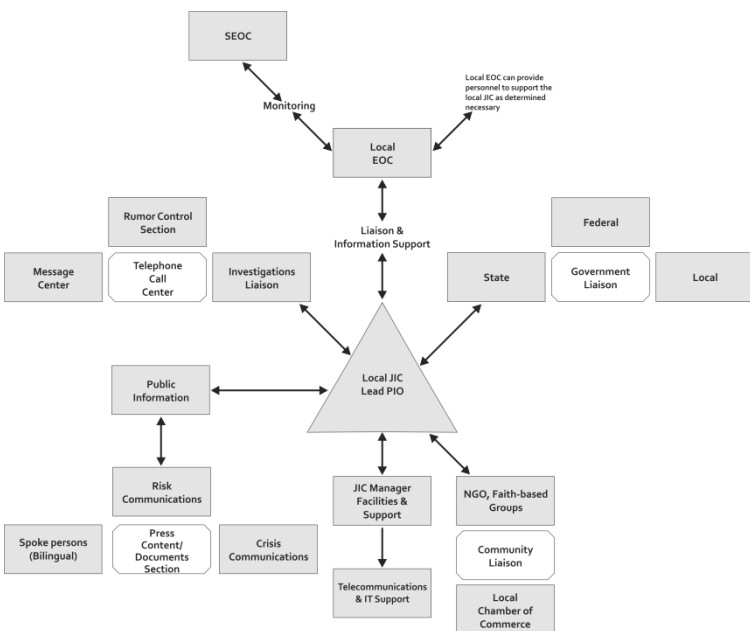 SEOC
Monitoring
Local EOC can provide
personnel to support the
local JIC as determined
necessary
Local
EOC
Liaison &
Information Support
Rumor Control
Section
Message
Center
Telephone
Call
Center
Investigations
Liaison
Federal
State
Government
Liaison
Local
Local JIC
Lead PIO
Public
Information
Risk
Communications
Spoke persons
(Bilingual)
Press
Content/
Documents
Section
Crisis
Communications
JIC Manager
Facilities &
Support
Telecommunications
& IT Support
NGO, Faith-based
Groups
Community
Liaison
Local
Chamber of
Commerce